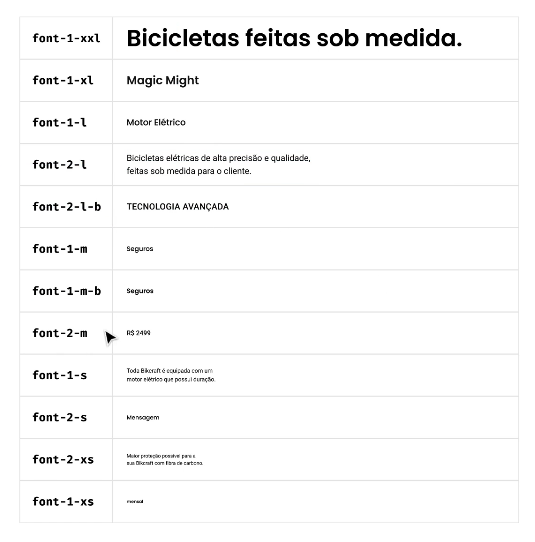 font-1-xxl Bicicletas feitas sob medida.
font-1-xl Magic Might
font-1-l Motor Elétrico
font-2-l Bicicletas elétricas de alta precisão e qualidade,
feitas sob medida para o cliente.
font-2-l-b TECNOLOGIA AVANÇADA
font-1-m Seguros
font-1-m-b Seguros
font-2-m R$ 2499
font-1-s Toda Bikcraft é equipada com um
motor elétrico que possui duração.
font-2-s Mensagem
font-2-xs Maior proteção possível para a
sua Bikcraft com fibra de carbono.
font-1-xs mensal